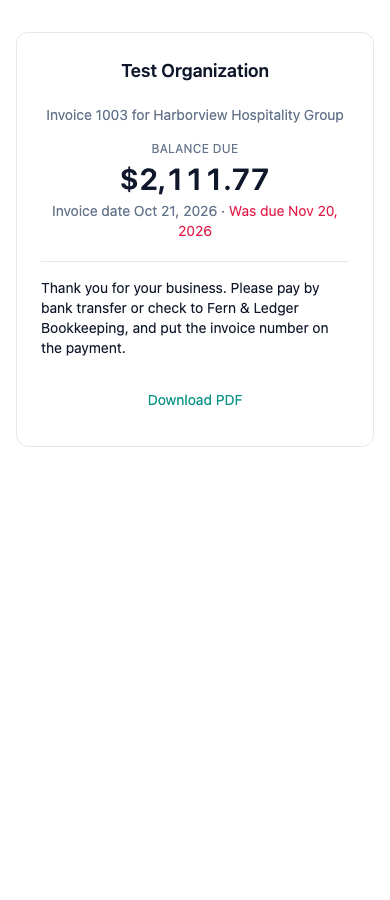 Test Organization
Invoice 1003 for Harborview Hospitality Group
BALANCE DUE
$2,111.77
Invoice date Oct 21, 2026 · Was due Nov 20,
2026
Thank you for your business. Please pay by
bank transfer or check to Fern & Ledger
Bookkeeping, and put the invoice number on
the payment.
Download PDF